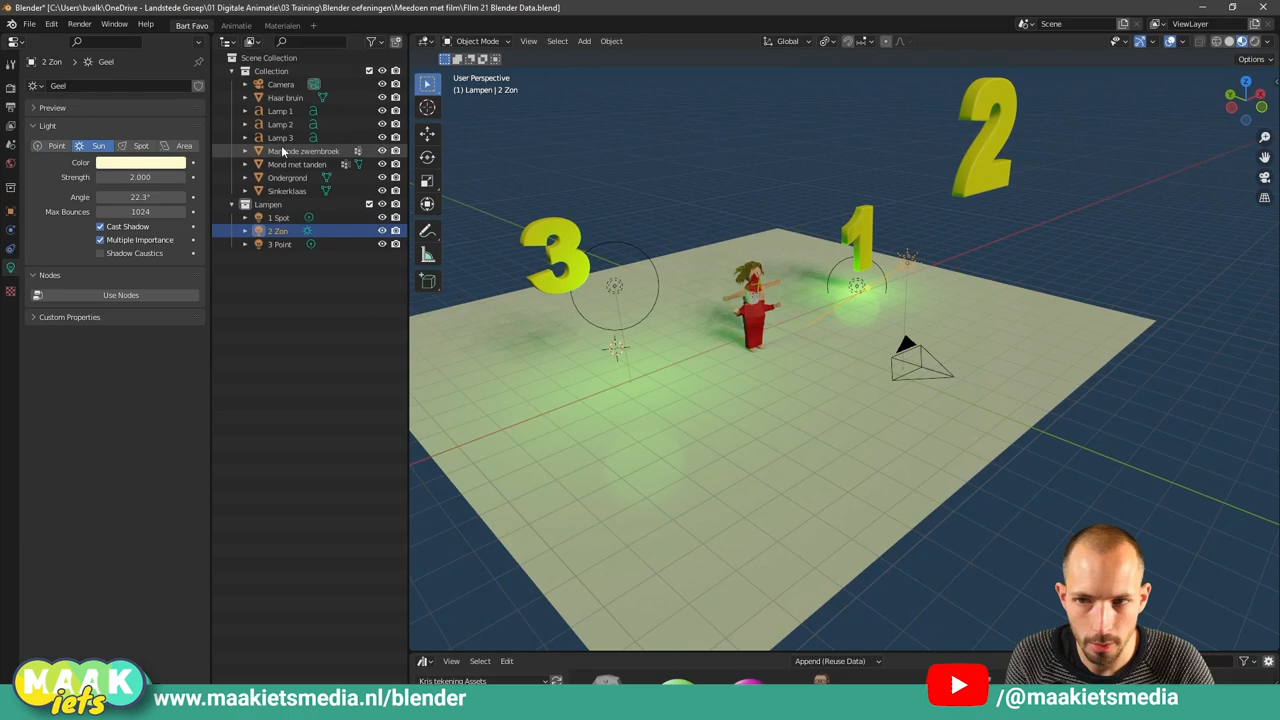 Blender* [C:\Users\bvalk\OneDrive - Landstede Groep\01 Digitale Animatie\03 Training\Blender oefeningen\Meedoen met film\FIlm 21 Blender Data.blend]
File Edit Render Window Help Bart Favo Animatie Materialen + Scene ViewLayer
Object Mode View Select Add Object Global
Options
2 Zon > Geel
Geel
Preview
Light
Point Sun Spot Area
Color
Strength 2.000
Angle 22.3°
Max Bounces 1024
Cast Shadow
Multiple Importance
Shadow Caustics
Nodes
Use Nodes
Custom Properties
Scene Collection
Collection
Camera
Haar bruin
Lamp 1
Lamp 2
Lamp 3
Mond met tanden
Ondergrond
Sinkerklaas
Lampen
1 Spot
2 Zon
3 Point
User Perspective
(1) Lampen | 2 Zon
2
1
3
Z
Y
X
View Select Edit Append (Reuse Data)
Kris tekening Assets
MAAK
iets
www.maakietsmedia.nl/blender
/@maakietsmedia